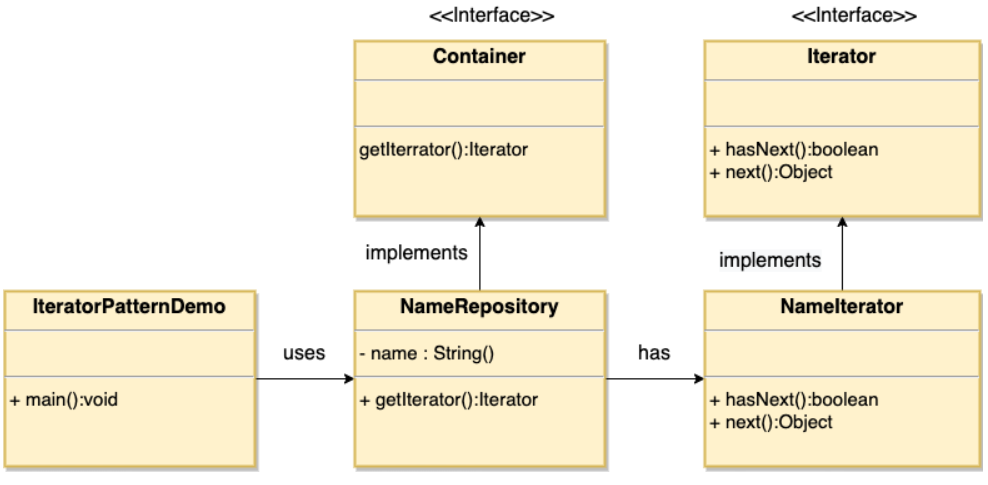 <<Interface>>
Container
getIterrator():Iterator
<<Interface>>
Iterator
+ hasNext():boolean
+ next():Object
implements
implements
IteratorPatternDemo
+ main():void
uses
NameRepository
- name : String()
+ getIterator():Iterator
has
NameIterator
+ hasNext():boolean
+ next():Object